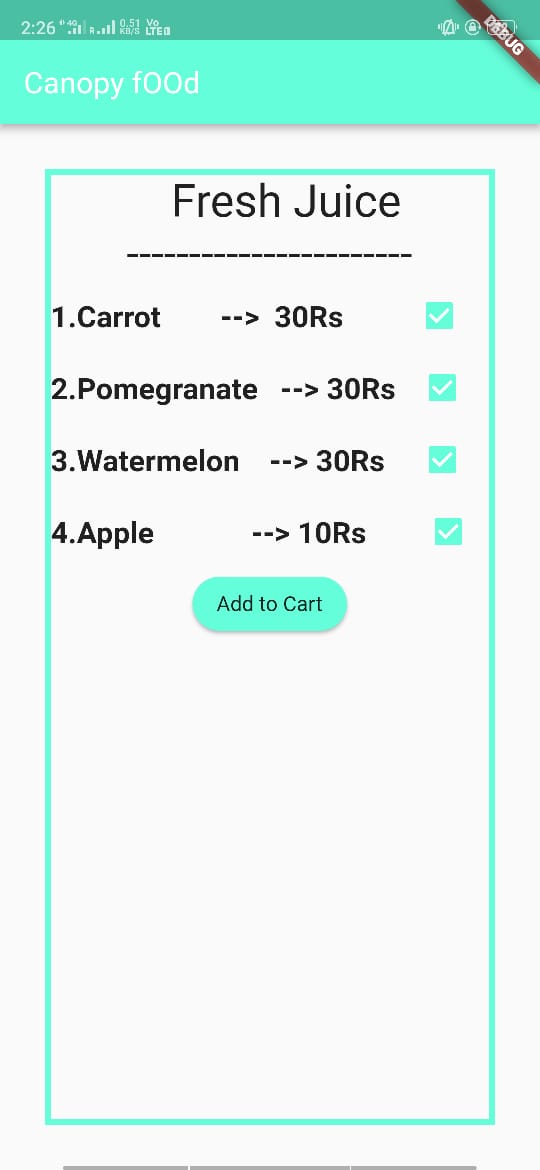 2:26 4G R 0.51 KB/S Vo LTE
DEBUG
Canopy fOOd
Fresh Juice
-----------------------
1.Carrot --> 30Rs
2.Pomegranate --> 30Rs
3.Watermelon --> 30Rs
4.Apple --> 10Rs
Add to Cart